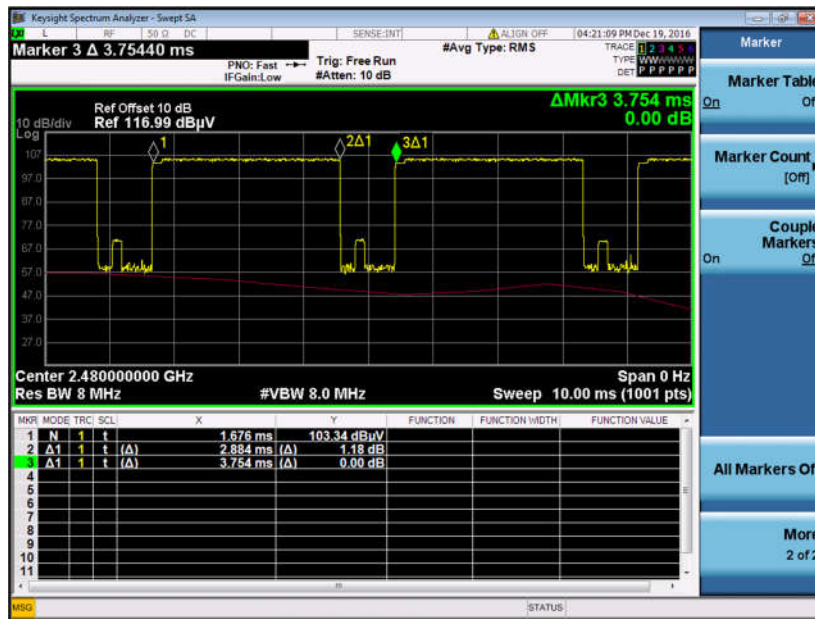 Keysight Spectrum Analyzer - Swept SA
L RF 50 Ω DC SENSE:INT ALIGN OFF 04:21:09 PM Dec 19, 2016
Marker 3 Δ 3.75440 ms
PNO: Fast
IFGain:Low
Trig: Free Run
#Atten: 10 dB
#Avg Type: RMS
TRACE 1 2 3 4 5 6
TYPE WWWWWW
DET P P P P P P
Ref Offset 10 dB
10 dB/div Ref 116.99 dBµV
Log
ΔMkr3 3.754 ms
0.00 dB
1
2Δ1
3Δ1
107
97.0
87.0
77.0
67.0
57.0
47.0
37.0
27.0
Center 2.480000000 GHz Span 0 Hz
Res BW 8 MHz #VBW 8.0 MHz Sweep 10.00 ms (1001 pts)
MKR MODE TRC SCL X Y FUNCTION FUNCTION WIDTH FUNCTION VALUE
1 N 1 t 1.676 ms 103.34 dBµV
2 Δ1 1 t (Δ) 2.884 ms (Δ) 1.18 dB
3 Δ1 1 t (Δ) 3.754 ms (Δ) 0.00 dB
4
5
6
7
8
9
10
11
MSG STATUS
Marker
Marker Table
On Of
Marker Count
[Off]
Couple
Markers
On Of
All Markers Of
More
2 of 2